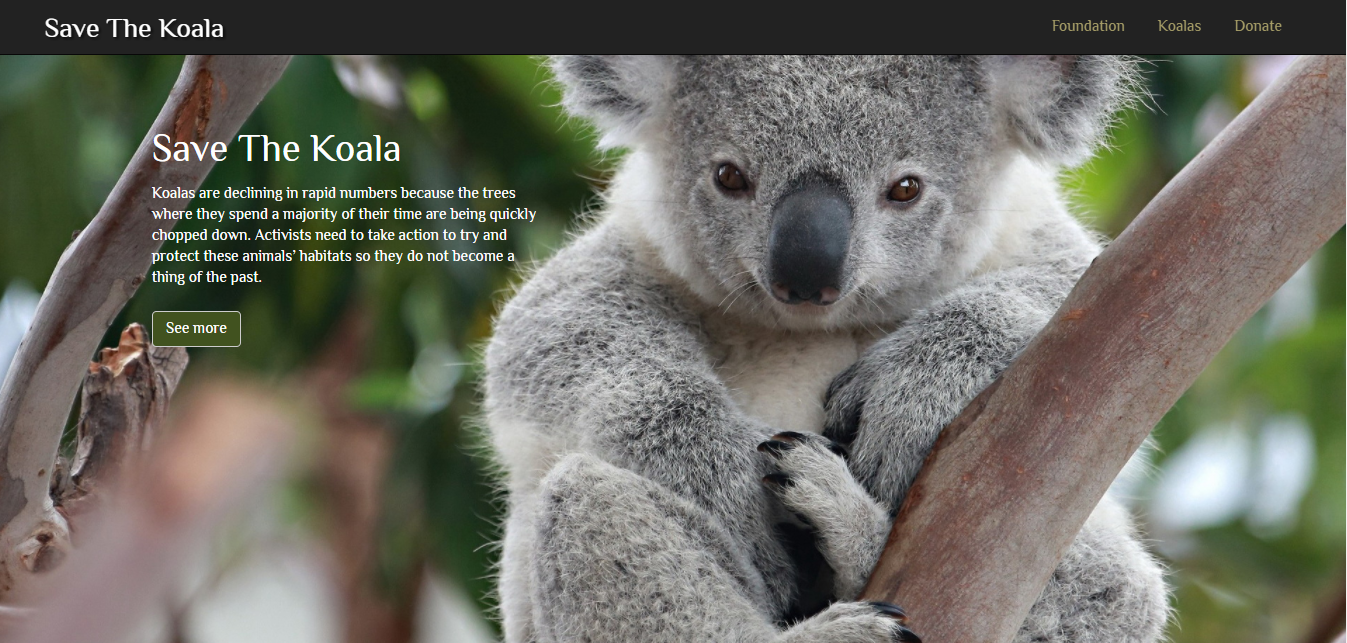 Save The Koala
Foundation
Koalas
Donate
Save The Koala
Koalas are declining in rapid numbers because the trees
where they spend a majority of their time are being quickly
chopped down. Activists need to take action to try and
protect these animals’ habitats so they do not become a
thing of the past.
See more